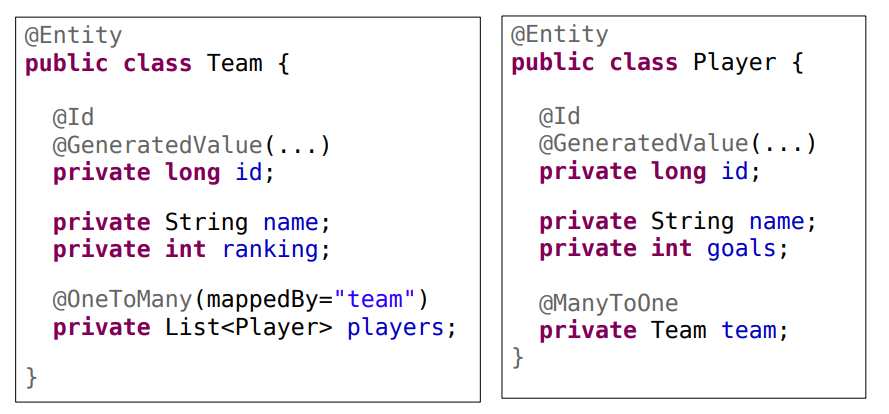 @Entity
public class Team {
@Id
@GeneratedValue(...)
private long id;
private String name;
private int ranking;
@OneToMany(mappedBy="team")
private List<Player> players;
}
@Entity
public class Player {
@Id
@GeneratedValue(...)
private long id;
private String name;
private int goals;
@ManyToOne
private Team team;
}